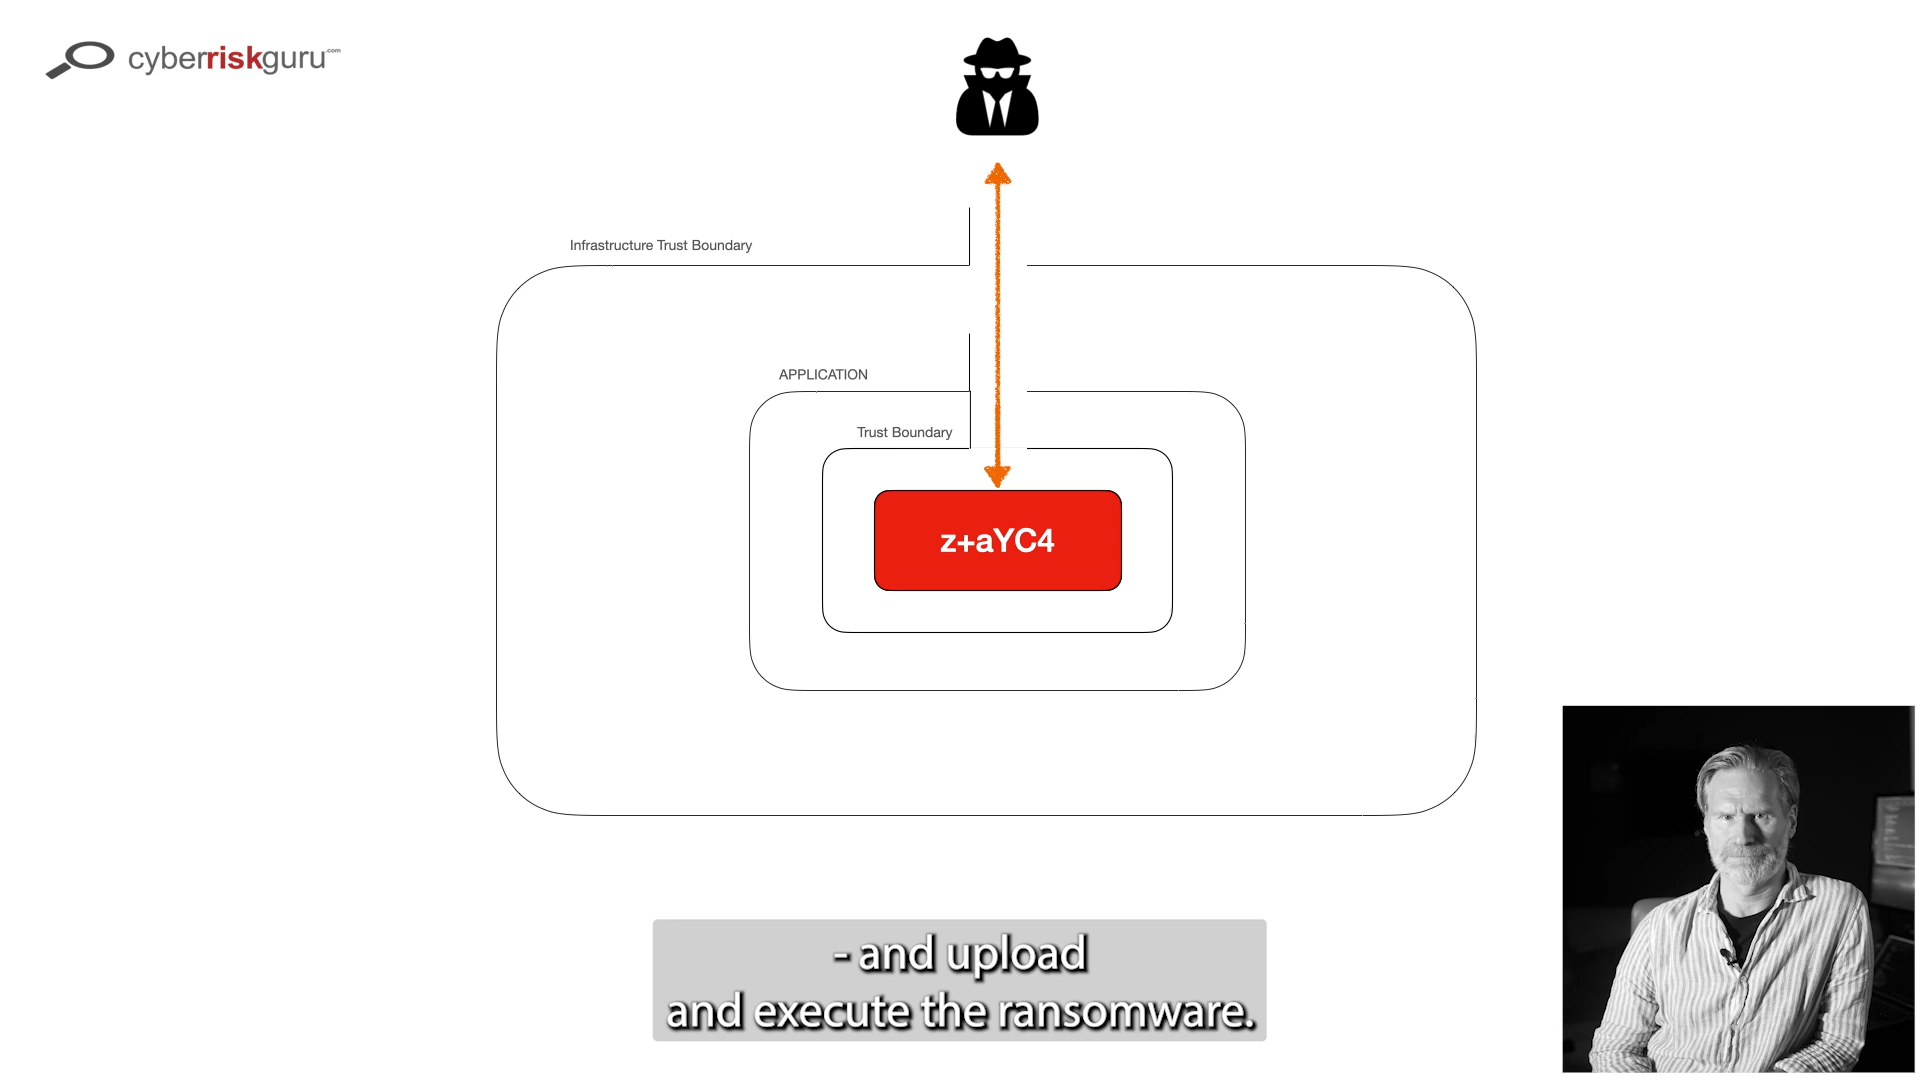 cyberriskguru.com
Infrastructure Trust Boundary
APPLICATION
Trust Boundary
z+aYC4
- and upload
and execute the ransomware.